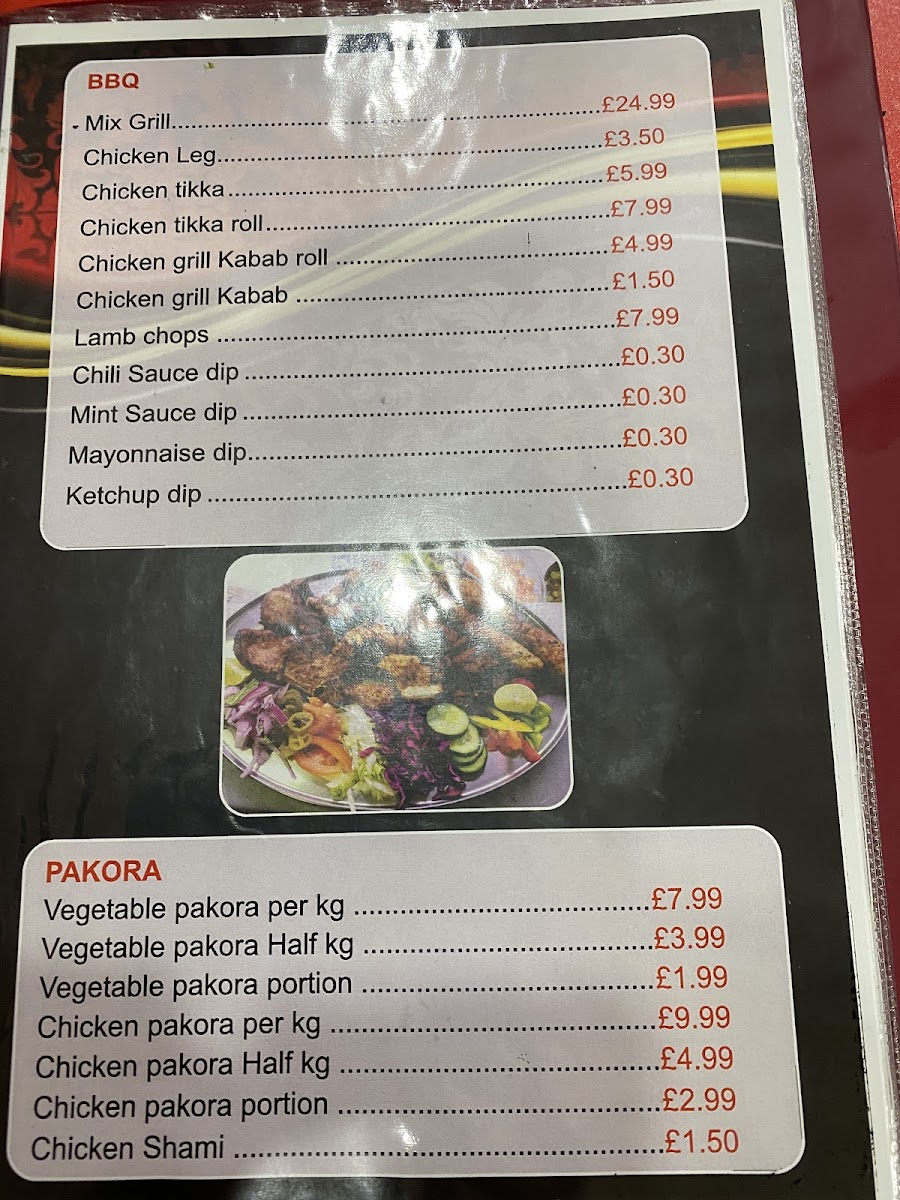 BBQ
Mix Grill....................£24.99
Chicken Leg....................£3.50
Chicken tikka....................£5.99
Chicken tikka roll....................£7.99
Chicken grill Kabab roll ....................£4.99
Chicken grill Kabab ....................£1.50
Lamb chops ....................£7.99
Chili Sauce dip ....................£0.30
Mint Sauce dip ....................£0.30
Mayonnaise dip....................£0.30
Ketchup dip ....................£0.30
PAKORA
Vegetable pakora per kg ....................£7.99
Vegetable pakora Half kg ....................£3.99
Vegetable pakora portion ....................£1.99
Chicken pakora per kg ....................£9.99
Chicken pakora Half kg ....................£4.99
Chicken pakora portion ....................£2.99
Chicken Shami ....................£1.50